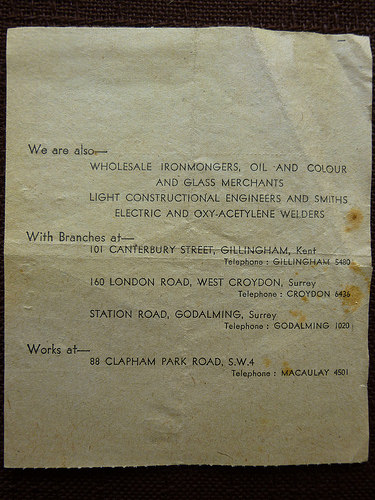 We are also—
WHOLESALE IRONMONGERS, OIL AND COLOUR
AND GLASS MERCHANTS
LIGHT CONSTRUCTIONAL ENGINEERS AND SMITHS
ELECTRIC AND OXY-ACETYLENE WELDERS
With Branches at—
101 CANTERBURY STREET, GILLINGHAM, Kent
Telephone : GILLINGHAM 5480
160 LONDON ROAD, WEST CROYDON, Surrey
Telephone : CROYDON 6426
STATION ROAD, GODALMING, Surrey
Telephone : GODALMING 1020
Works at—
88 CLAPHAM PARK ROAD, S.W.4
Telephone : MACAULAY 4501